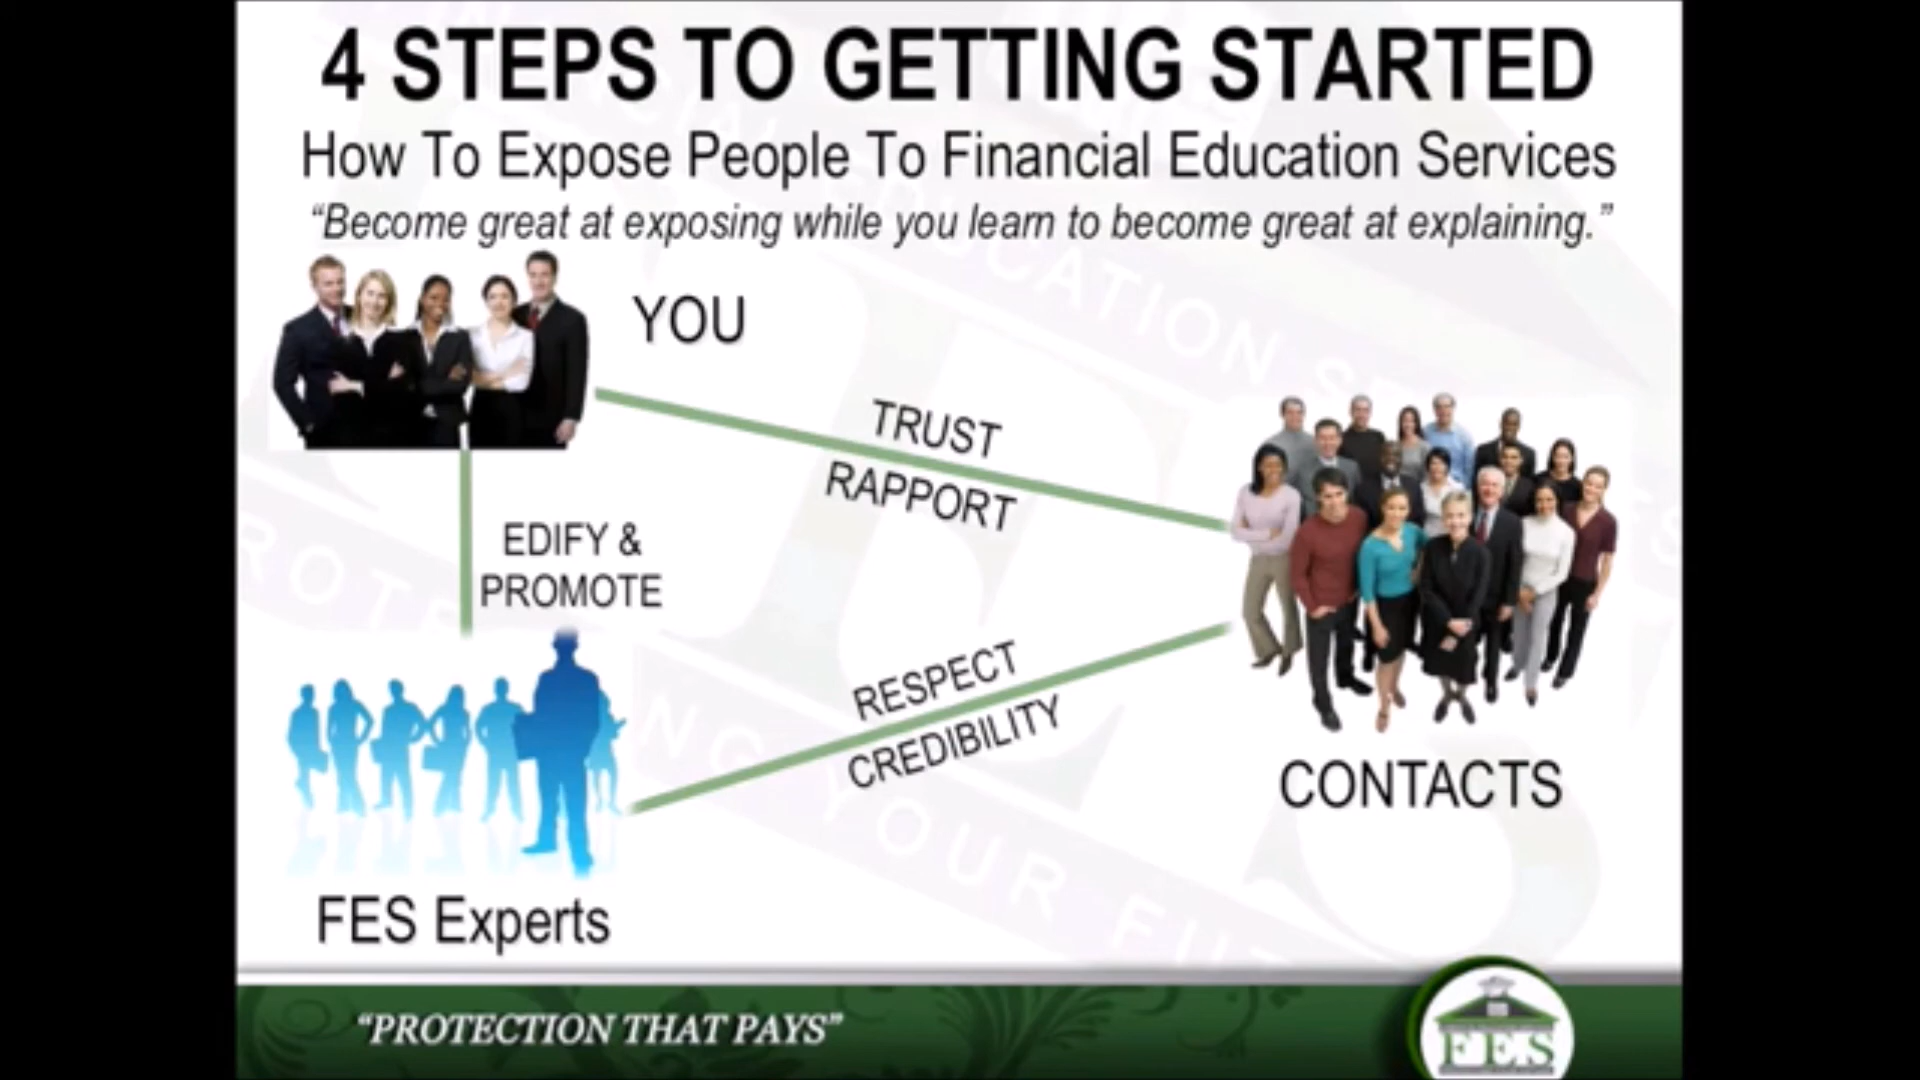 4 STEPS TO GETTING STARTED
How To Expose People To Financial Education Services
“Become great at exposing while you learn to become great at explaining.”
YOU
TRUST
RAPPORT
EDIFY &
PROMOTE
RESPECT
CREDIBILITY
CONTACTS
FES Experts
“PROTECTION THAT PAYS”
FES